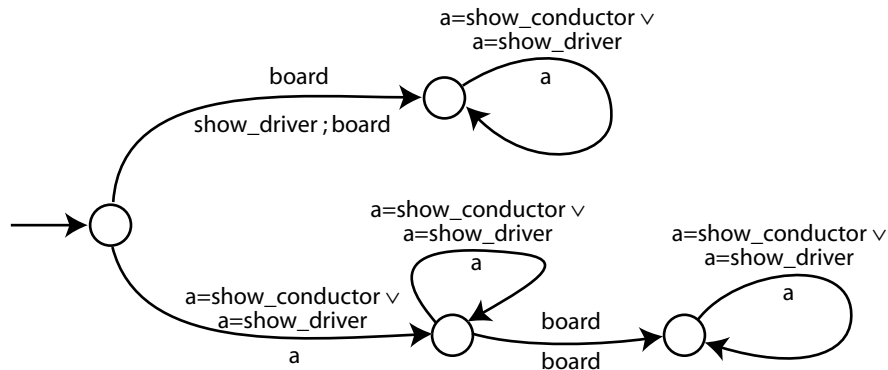 a=show_conductor ∨
a=show_driver
a
board
show_driver ; board
a=show_conductor ∨
a=show_driver
a
a=show_conductor ∨
a=show_driver
a
a=show_conductor ∨
a=show_driver
a
board
board